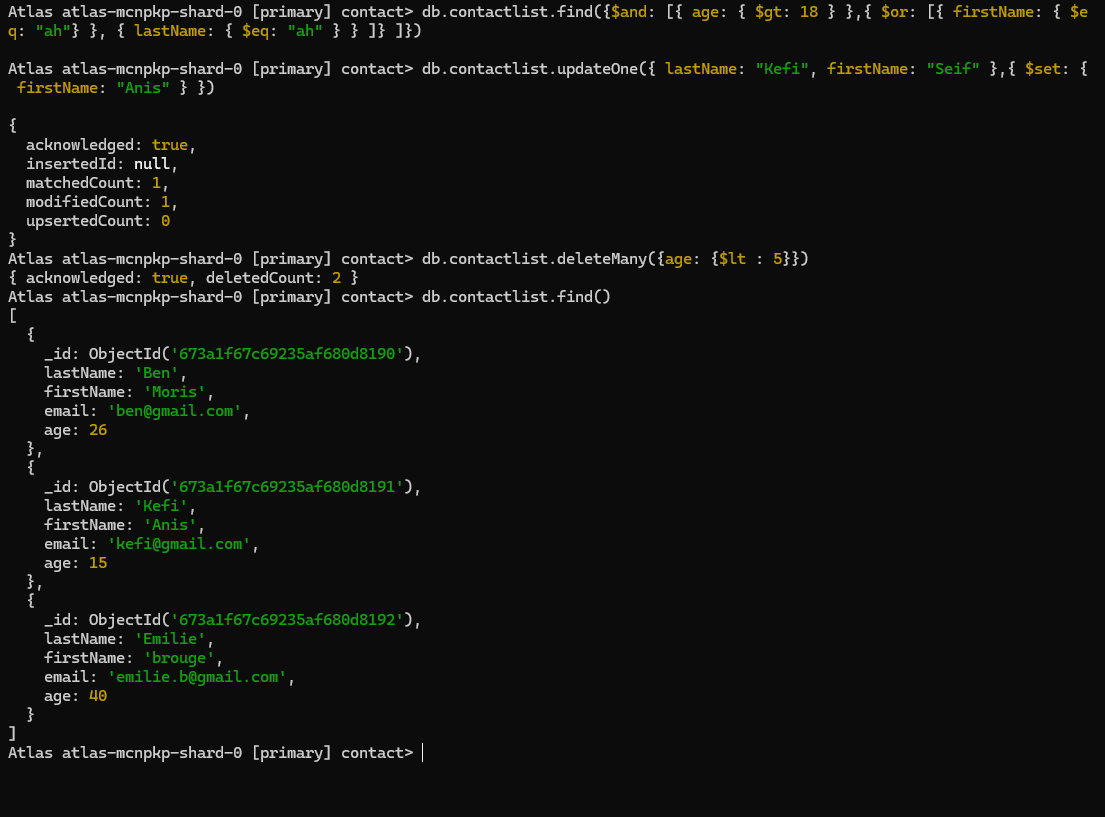 Atlas atlas-mcnpkp-shard-0 [primary] contact> db.contactlist.find({$and: [{ age: { $gt: 18 } },{ $or: [{ firstName: { $e
q: "ah"} }, { lastName: { $eq: "ah" } } ]} ]})
Atlas atlas-mcnpkp-shard-0 [primary] contact> db.contactlist.updateOne({ lastName: "Kefi", firstName: "Seif" },{ $set: {
 firstName: "Anis" } })
{
  acknowledged: true,
  insertedId: null,
  matchedCount: 1,
  modifiedCount: 1,
  upsertedCount: 0
}
Atlas atlas-mcnpkp-shard-0 [primary] contact> db.contactlist.deleteMany({age: {$lt : 5}})
{ acknowledged: true, deletedCount: 2 }
Atlas atlas-mcnpkp-shard-0 [primary] contact> db.contactlist.find()
[
  {
    _id: ObjectId('673a1f67c69235af680d8190'),
    lastName: 'Ben',
    firstName: 'Moris',
    email: 'ben@gmail.com',
    age: 26
  },
  {
    _id: ObjectId('673a1f67c69235af680d8191'),
    lastName: 'Kefi',
    firstName: 'Anis',
    email: 'kefi@gmail.com',
    age: 15
  },
  {
    _id: ObjectId('673a1f67c69235af680d8192'),
    lastName: 'Emilie',
    firstName: 'brouge',
    email: 'emilie.b@gmail.com',
    age: 40
  }
]
Atlas atlas-mcnpkp-shard-0 [primary] contact>